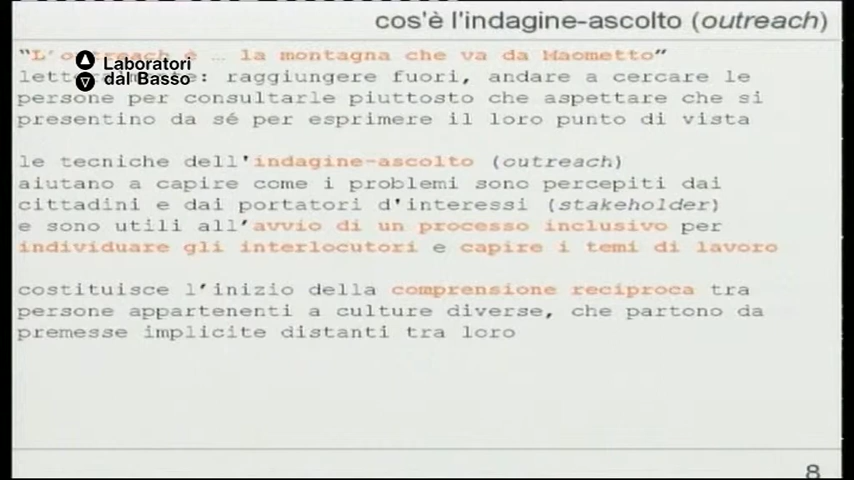 cos'è l'indagine-ascolto (outreach)
"L'outreach è … la montagna che va da Maometto"
Laboratori
dal Basso
letteralmente: raggiungere fuori, andare a cercare le
persone per consultarle piuttosto che aspettare che si
presentino da sé per esprimere il loro punto di vista
le tecniche dell'indagine-ascolto (outreach)
aiutano a capire come i problemi sono percepiti dai
cittadini e dai portatori d'interessi (stakeholder)
e sono utili all'avvio di un processo inclusivo per
individuare gli interlocutori e capire i temi di lavoro
costituisce l'inizio della comprensione reciproca tra
persone appartenenti a culture diverse, che partono da
premesse implicite distanti tra loro
8